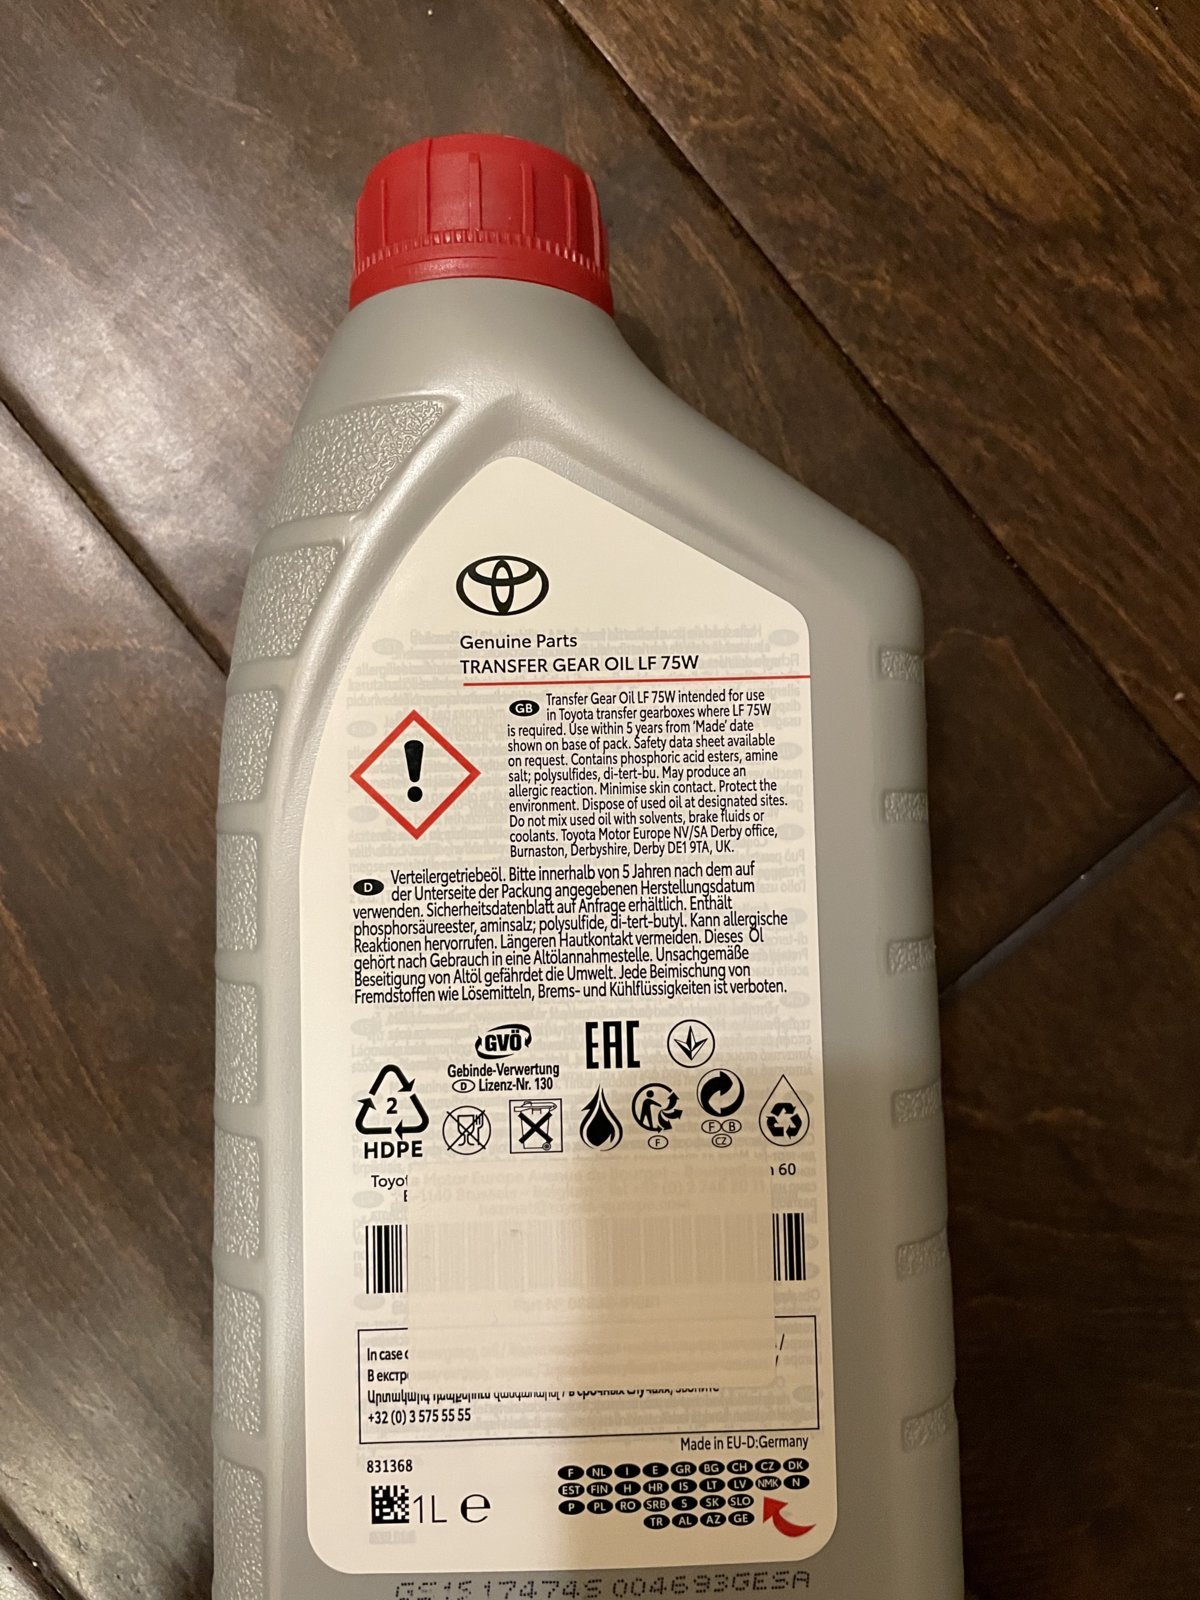 Genuine Parts
TRANSFER GEAR OIL LF 75W
GB Transfer Gear Oil LF 75W intended for use
in Toyota transfer gearboxes where LF 75W
is required. Use within 5 years from 'Made' date
shown on base of pack. Safety data sheet available
on request. Contains phosphoric acid esters, amine
salt; polysulfides, di-tert-bu. May produce an
allergic reaction. Minimise skin contact. Protect the
environment. Dispose of used oil at designated sites.
Do not mix used oil with solvents, brake fluids or
coolants. Toyota Motor Europe NV/SA Derby office,
Burnaston, Derbyshire, Derby DE1 9TA, UK.
D Verteilergetriebeöl. Bitte innerhalb von 5 Jahren nach dem auf
der Unterseite der Packung angegebenen Herstellungsdatum
verwenden. Sicherheitsdatenblatt auf Anfrage erhältlich. Enthält
phosphorsäureester, aminsalz; polysulfide, di-tert-butyl. Kann allergische
Reaktionen hervorrufen. Längeren Hautkontakt vermeiden. Dieses Öl
gehört nach Gebrauch in eine Altölannahmestelle. Unsachgemäße
Beseitigung von Altöl gefährdet die Umwelt. Jede Beimischung von
Fremdstoffen wie Lösemitteln, Brems- und Kühlflüssigkeiten ist verboten.
GVÖ
Gebinde-Verwertung
D Lizenz-Nr. 130
EAC
2
HDPE
F
F B
CZ
60
In case
+32 (0) 3 575 55 55
Made in EU-D:Germany
831368
1L e
F NL I E GR BG CH CZ DK
EST FIN H HR IS LT LV NMK N
P PL RO SRB S SK SLO
TR AL AZ GE